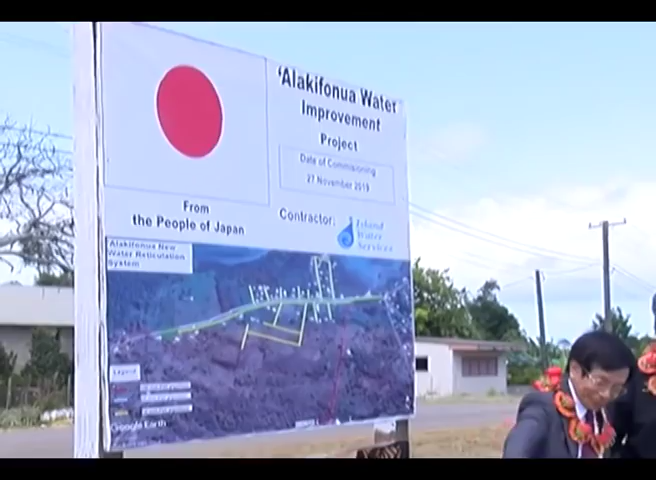 'Alakifonua Water
Improvement
Project
Date of Commisioning
27 November 2019
From
the People of Japan
Contractor:
Island
Water
Services
Alakifonua New
Water Reticulation
System
Legend
Google Earth